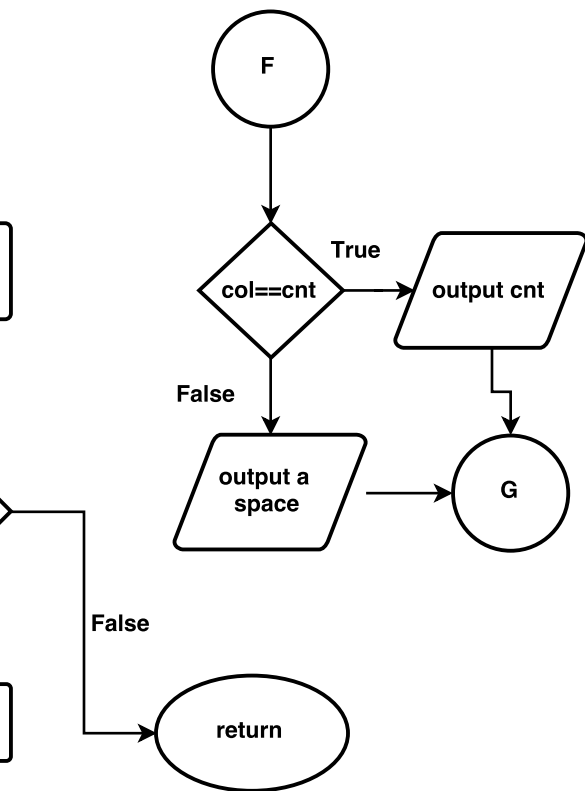 F
True
col==cnt
output cnt
False
output a
space
G
False
return